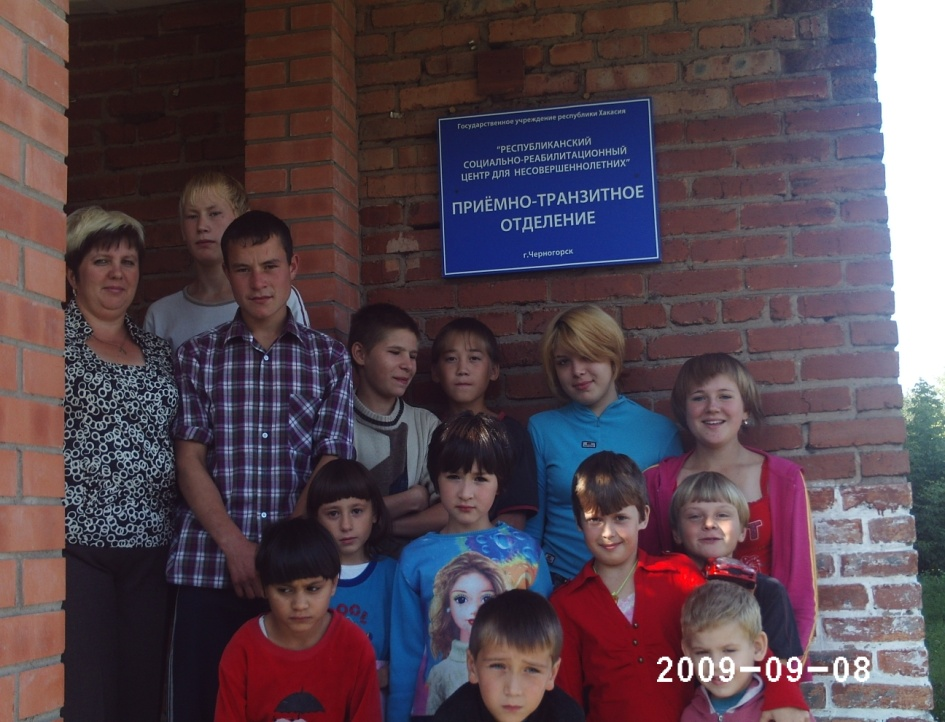 Государственное учреждение республики Хакасия
"РЕСПУБЛИКАНСКИЙ
СОЦИАЛЬНО-РЕАБИЛИТАЦИОННЫЙ
ЦЕНТР ДЛЯ НЕСОВЕРШЕННОЛЕТНИХ"
ПРИЁМНО-ТРАНЗИТНОЕ
ОТДЕЛЕНИЕ
г.Черногорск
2009-09-08